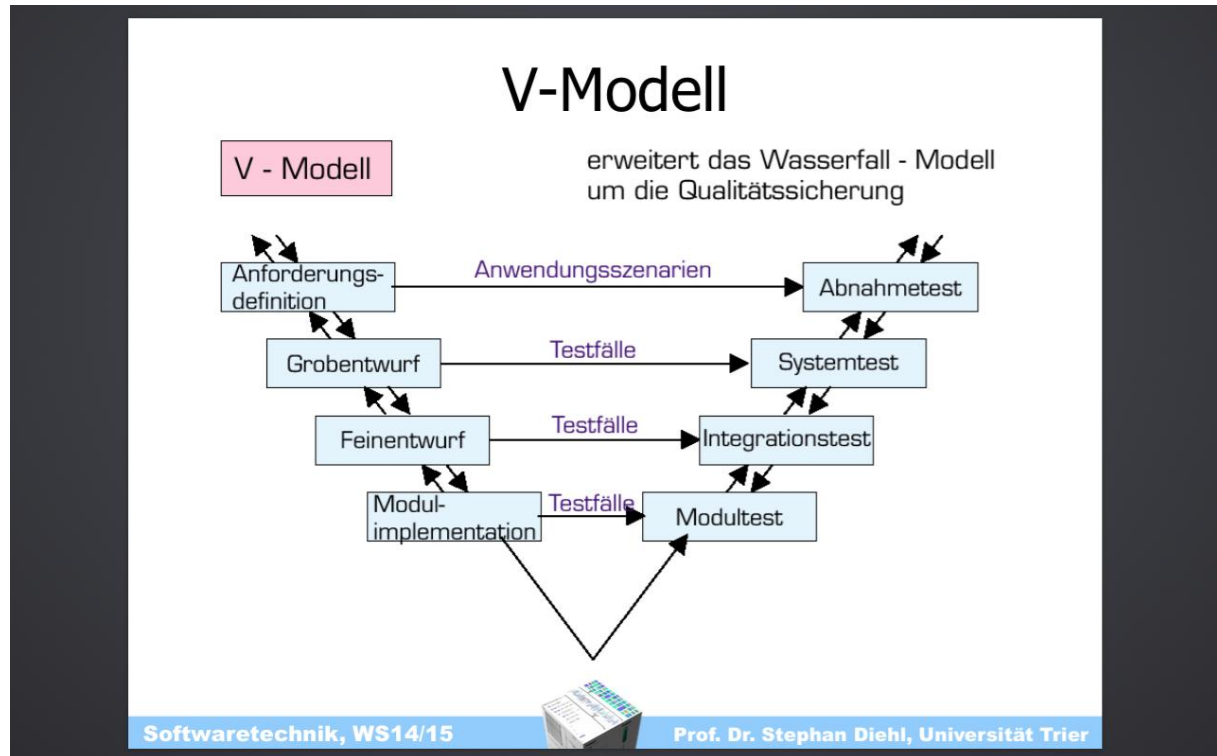 V-Modell
V - Modell
erweitert das Wasserfall - Modell
um die Qualitätssicherung
Anforderungs-
definition
Anwendungsszenarien
Abnahmetest
Grobentwurf
Testfälle
Systemtest
Feinentwurf
Testfälle
Integrationstest
Modul-
implementation
Testfälle
Modultest
Softwaretechnik, WS14/15
Prof. Dr. Stephan Diehl, Universität Trier